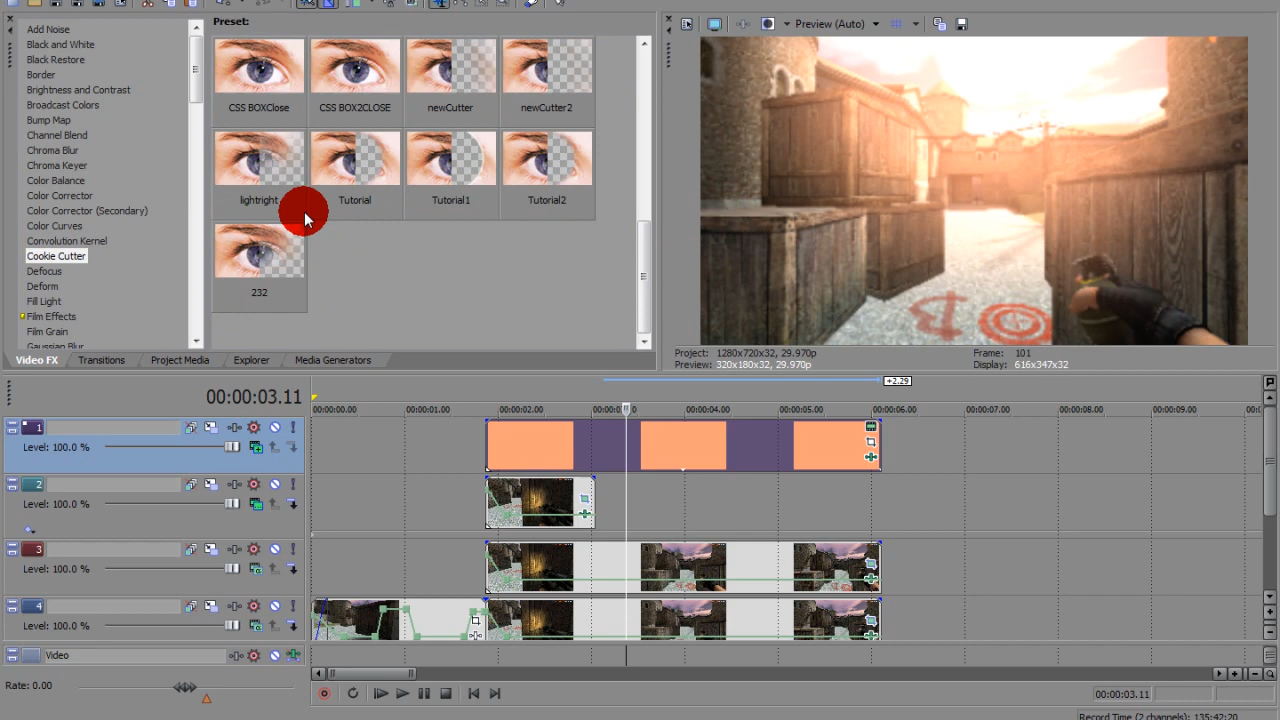 Preset:
Preview (Auto)
Add Noise
Black and White
Black Restore
Border
Brightness and Contrast
Broadcast Colors
Bump Map
Channel Blend
Chroma Blur
Chroma Keyer
Color Balance
Color Corrector
Color Corrector (Secondary)
Color Curves
Convolution Kernel
Cookie Cutter
Defocus
Deform
Fill Light
Film Effects
Film Grain
Gaussian Blur
CSS BOXClose
CSS BOX2CLOSE
newCutter
newCutter2
lightright
Tutorial
Tutorial1
Tutorial2
232
Video FX
Transitions
Project Media
Explorer
Media Generators
Project: 1280x720x32, 29.970p
Frame: 101
Preview: 320x180x32, 29.970p
Display: 616x347x32
+2.29
00:00:03.11
00:00:00.00
00:00:01.00
00:00:02.00
00:00:04.00
00:00:05.00
00:00:06.00
00:00:07.00
00:00:08.00
00:00:09.00
1
Level: 100.0 %
2
Level: 100.0 %
3
Level: 100.0 %
4
Level: 100.0 %
Video
Rate: 0.00
00:00:03.11
Record Time (2 channels): 135:42:20